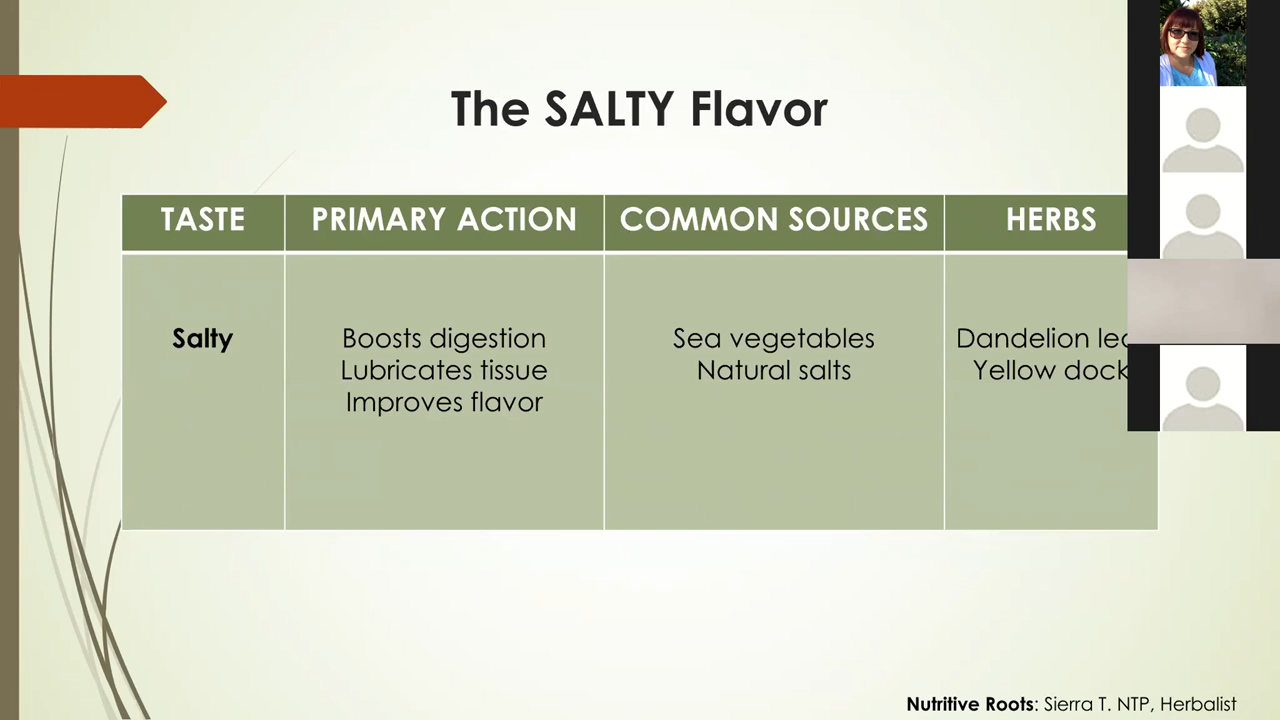 The SALTY Flavor
TASTE PRIMARY ACTION COMMON SOURCES HERBS
Salty Boosts digestion Sea vegetables Dandelion
Lubricates tissue Natural salts Yellow dock
Improves flavor
Nutritive Roots: Sierra T. NTP, Herbalist